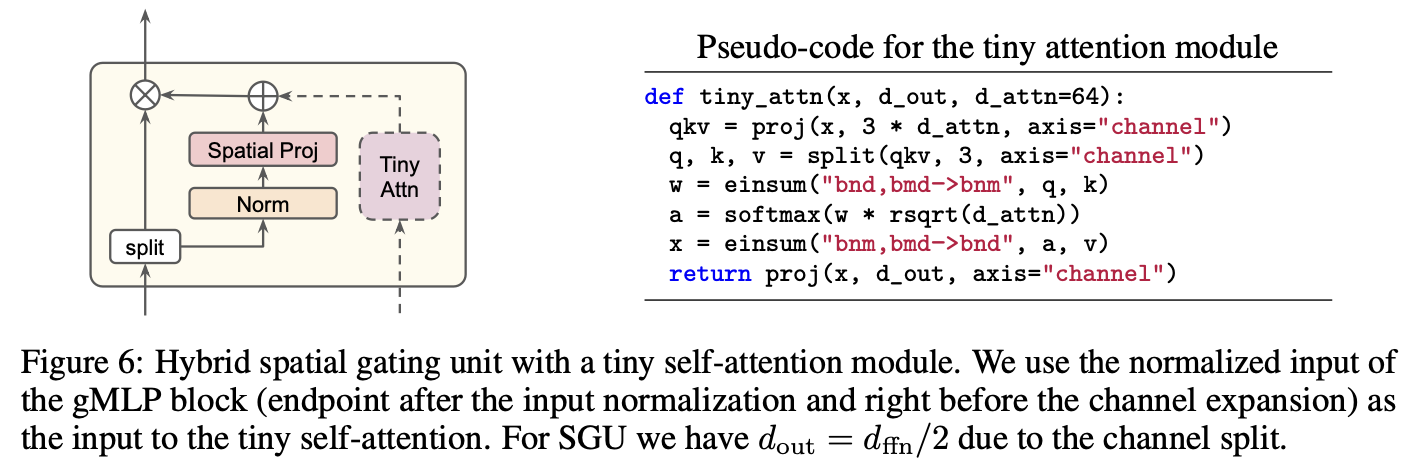 Spatial Proj
Norm
split
Tiny
Attn
Pseudo-code for the tiny attention module
def tiny_attn(x, d_out, d_attn=64):
qkv = proj(x, 3 * d_attn, axis="channel")
q, k, v = split(qkv, 3, axis="channel")
w = einsum("bnd,bmd->bnm", q, k)
a = softmax(w * rsqrt(d_attn))
x = einsum("bnm,bmd->bnd", a, v)
return proj(x, d_out, axis="channel")
Figure 6: Hybrid spatial gating unit with a tiny self-attention module. We use the normalized input of
the gMLP block (endpoint after the input normalization and right before the channel expansion) as
the input to the tiny self-attention. For SGU we have d_out = d_ffn/2 due to the channel split.